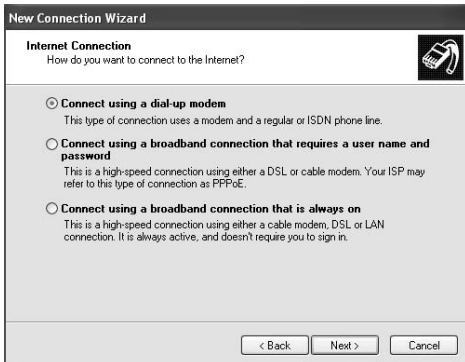 New Connection Wizard
Internet Connection
How do you want to connect to the Internet?
Connect using a dial-up modem
This type of connection uses a modem and a regular or ISDN phone line.
Connect using a broadband connection that requires a user name and
password
This is a high-speed connection using either a DSL or cable modem. Your ISP may
refer to this type of connection as PPPoE.
Connect using a broadband connection that is always on
This is a high-speed connection using either a cable modem, DSL or LAN
connection. It is always active, and doesn't require you to sign in.
< Back Next > Cancel